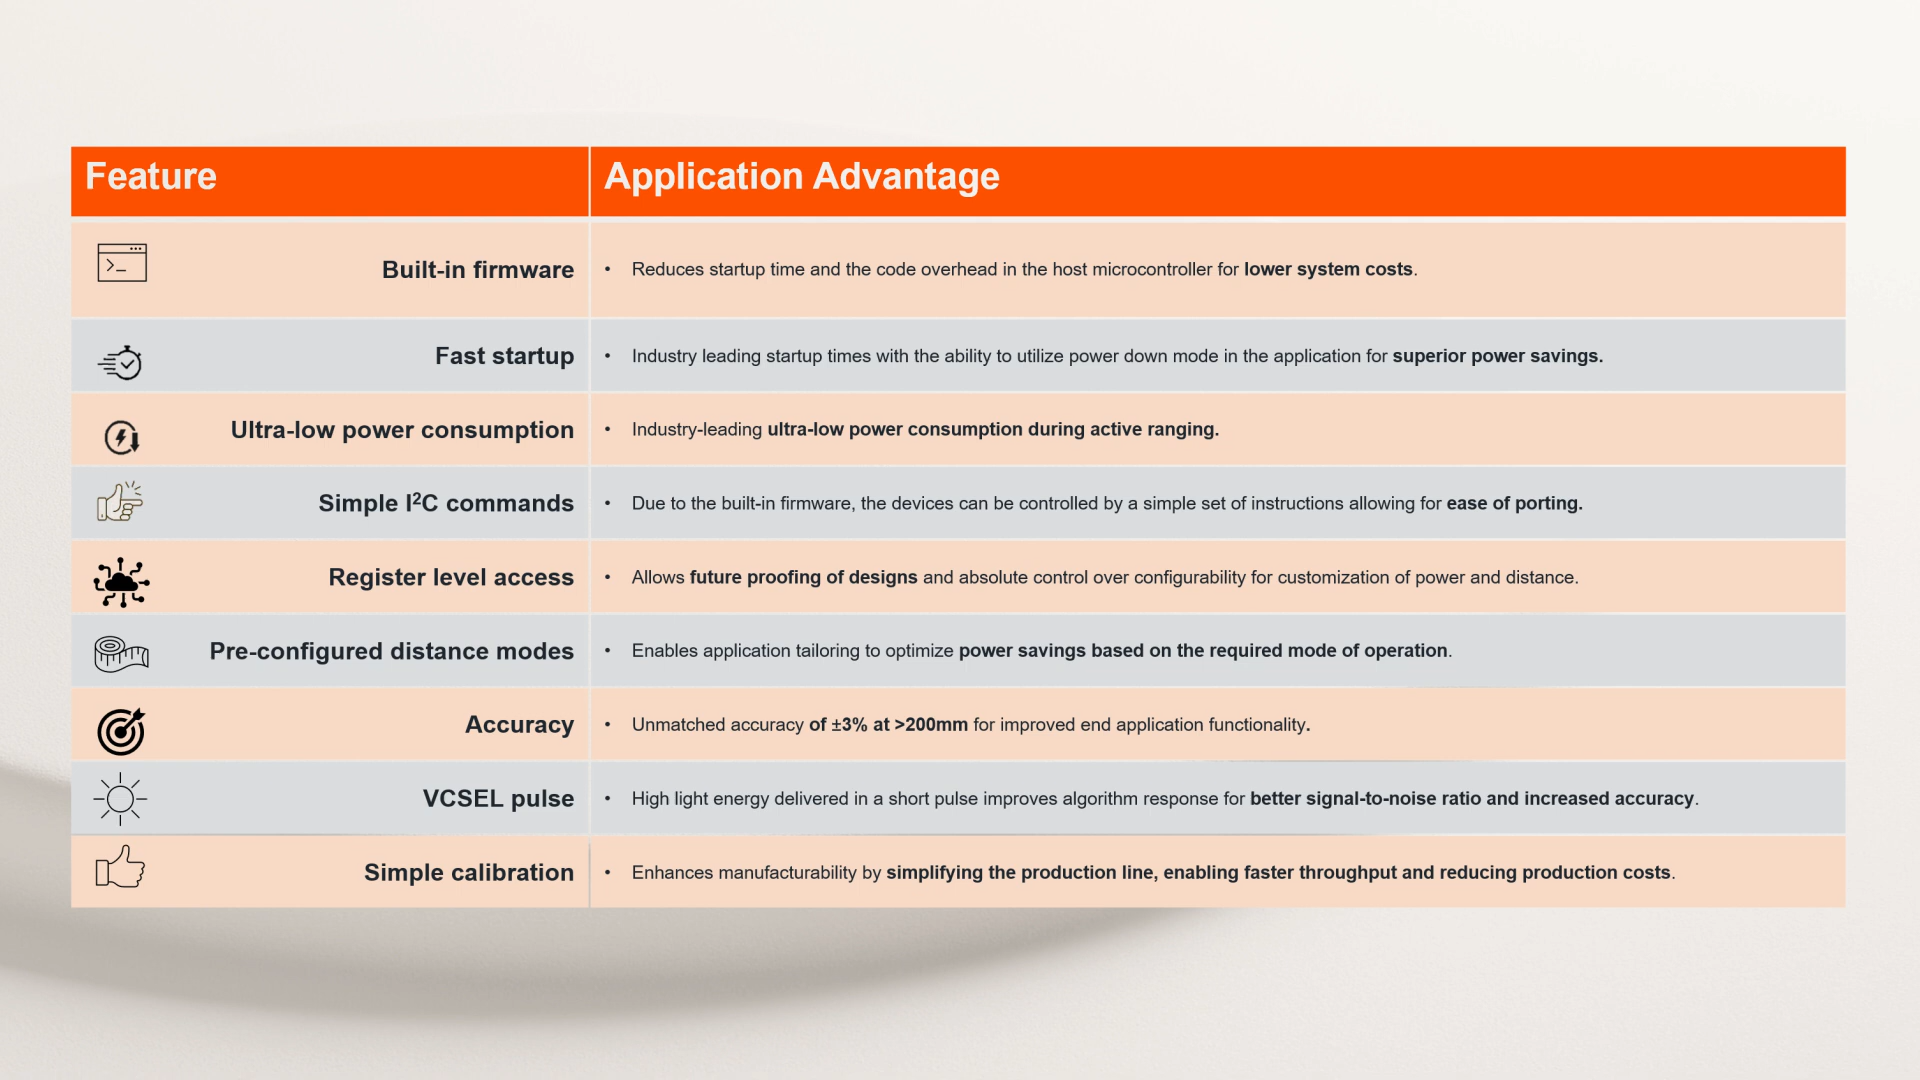 Feature
Application Advantage
Built-in firmware
• Reduces startup time and the code overhead in the host microcontroller for lower system costs.
Fast startup
• Industry leading startup times with the ability to utilize power down mode in the application for superior power savings.
Ultra-low power consumption
• Industry-leading ultra-low power consumption during active ranging.
Simple I²C commands
• Due to the built-in firmware, the devices can be controlled by a simple set of instructions allowing for ease of porting.
Register level access
• Allows future proofing of designs and absolute control over configurability for customization of power and distance.
Pre-configured distance modes
• Enables application tailoring to optimize power savings based on the required mode of operation.
Accuracy
• Unmatched accuracy of ±3% at >200mm for improved end application functionality.
VCSEL pulse
• High light energy delivered in a short pulse improves algorithm response for better signal-to-noise ratio and increased accuracy.
Simple calibration
• Enhances manufacturability by simplifying the production line, enabling faster throughput and reducing production costs.